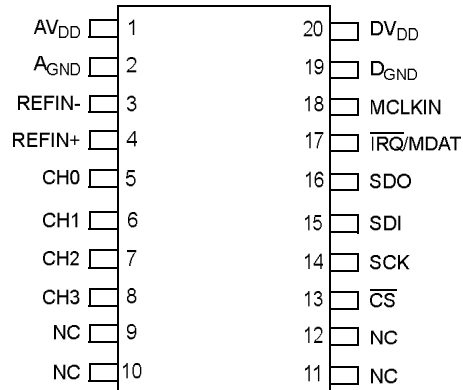 AVDD 1 20 DVDD
AGND 2 19 DGND
REFIN- 3 18 MCLKIN
REFIN+ 4 17 IRQ/MDAT
CH0 5 16 SDO
CH1 6 15 SDI
CH2 7 14 SCK
CH3 8 13 CS
NC 9 12 NC
NC 10 11 NC